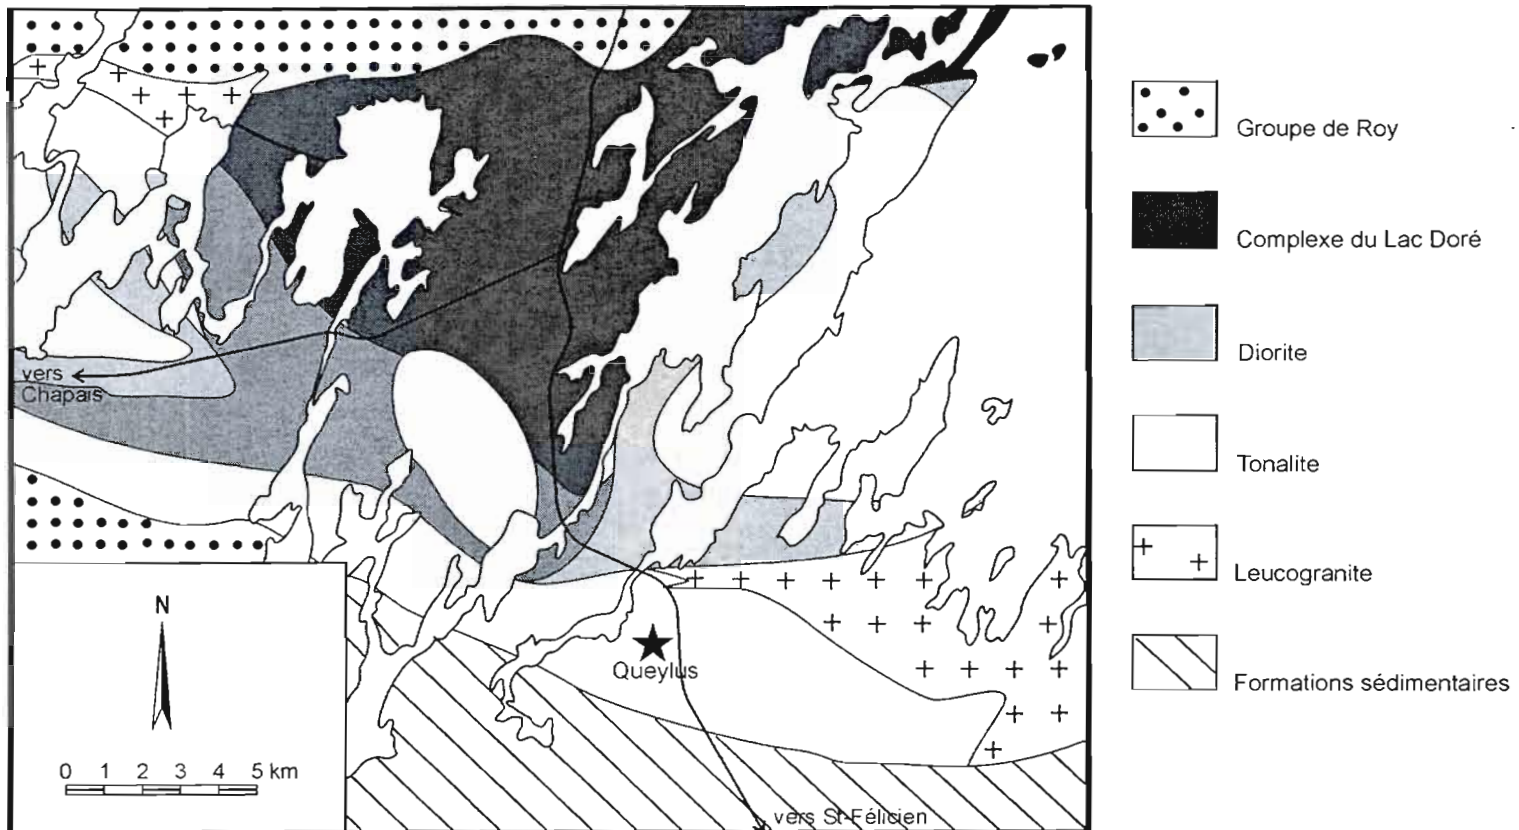 Groupe de Roy
Complexe du Lac Doré
Diorite
Tonalite
Leucogranite
Formations sédimentaires
vers
Chapais
Queylus
N
0 1 2 3 4 5 km
vers St-Félicien